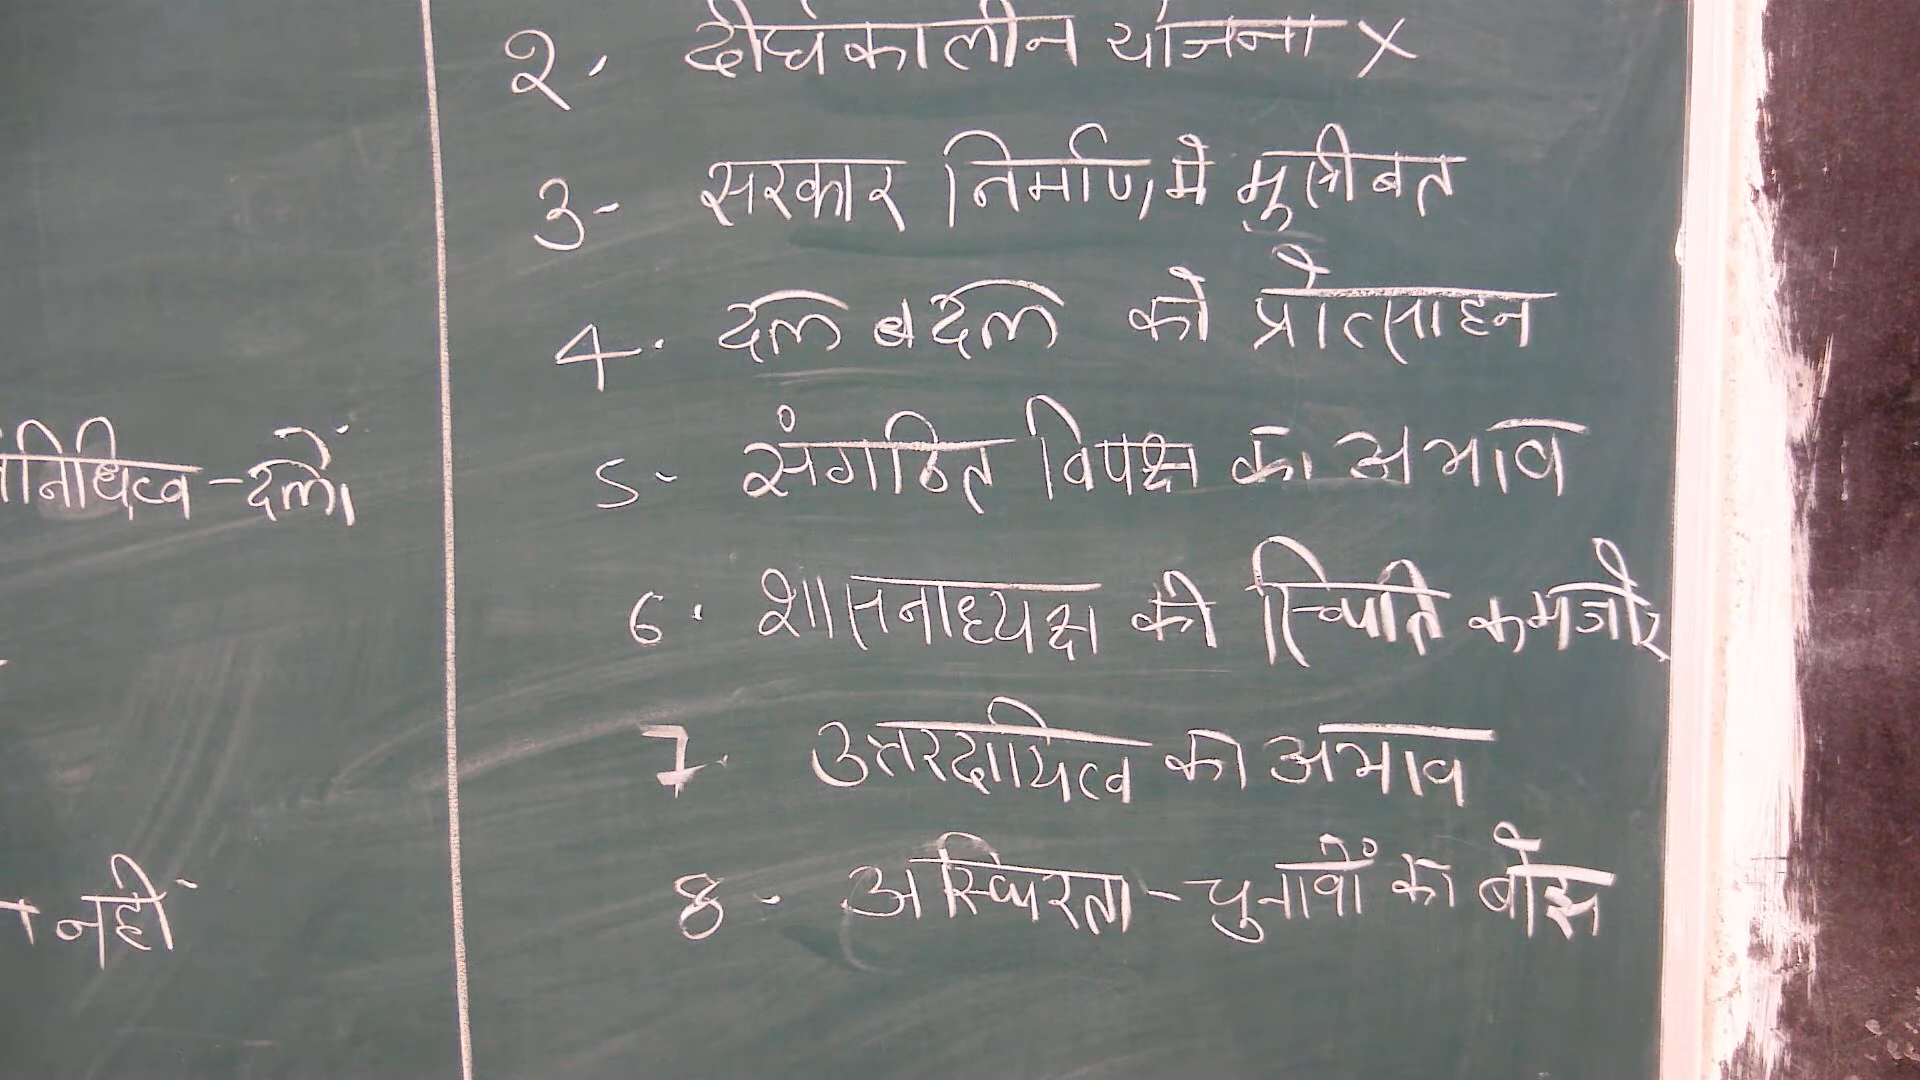 २. दीर्घकालीन योजना X
3- सरकार निर्माण में मुसीबत
4. दल बदल को प्रोत्साहन
5- संगठित विपक्ष का अभाव
6. शासनाध्यक्ष की स्थिति कमजोर
7. उत्तरदायित्व का अभाव
8- अस्थिरता - चुनावों का बोझ
निधित्व - दलों
नहीं